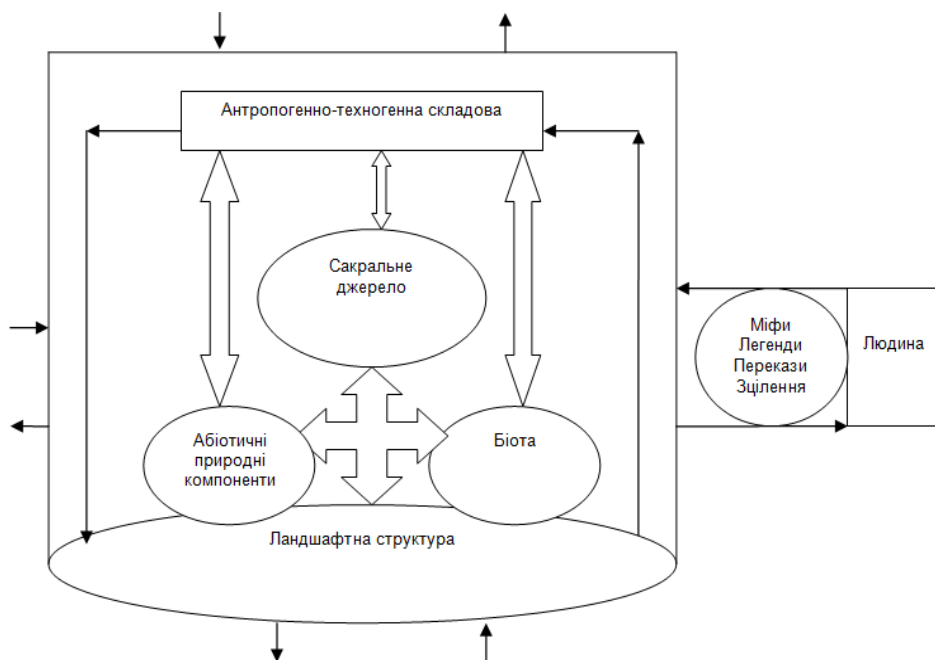 Антропогенно-техногенна складова
Сакральне
джерело
Міфи
Легенди
Перекази
Зцілення
Людина
Абіотичні
природні
компоненти
Біота
Ландшафтна структура